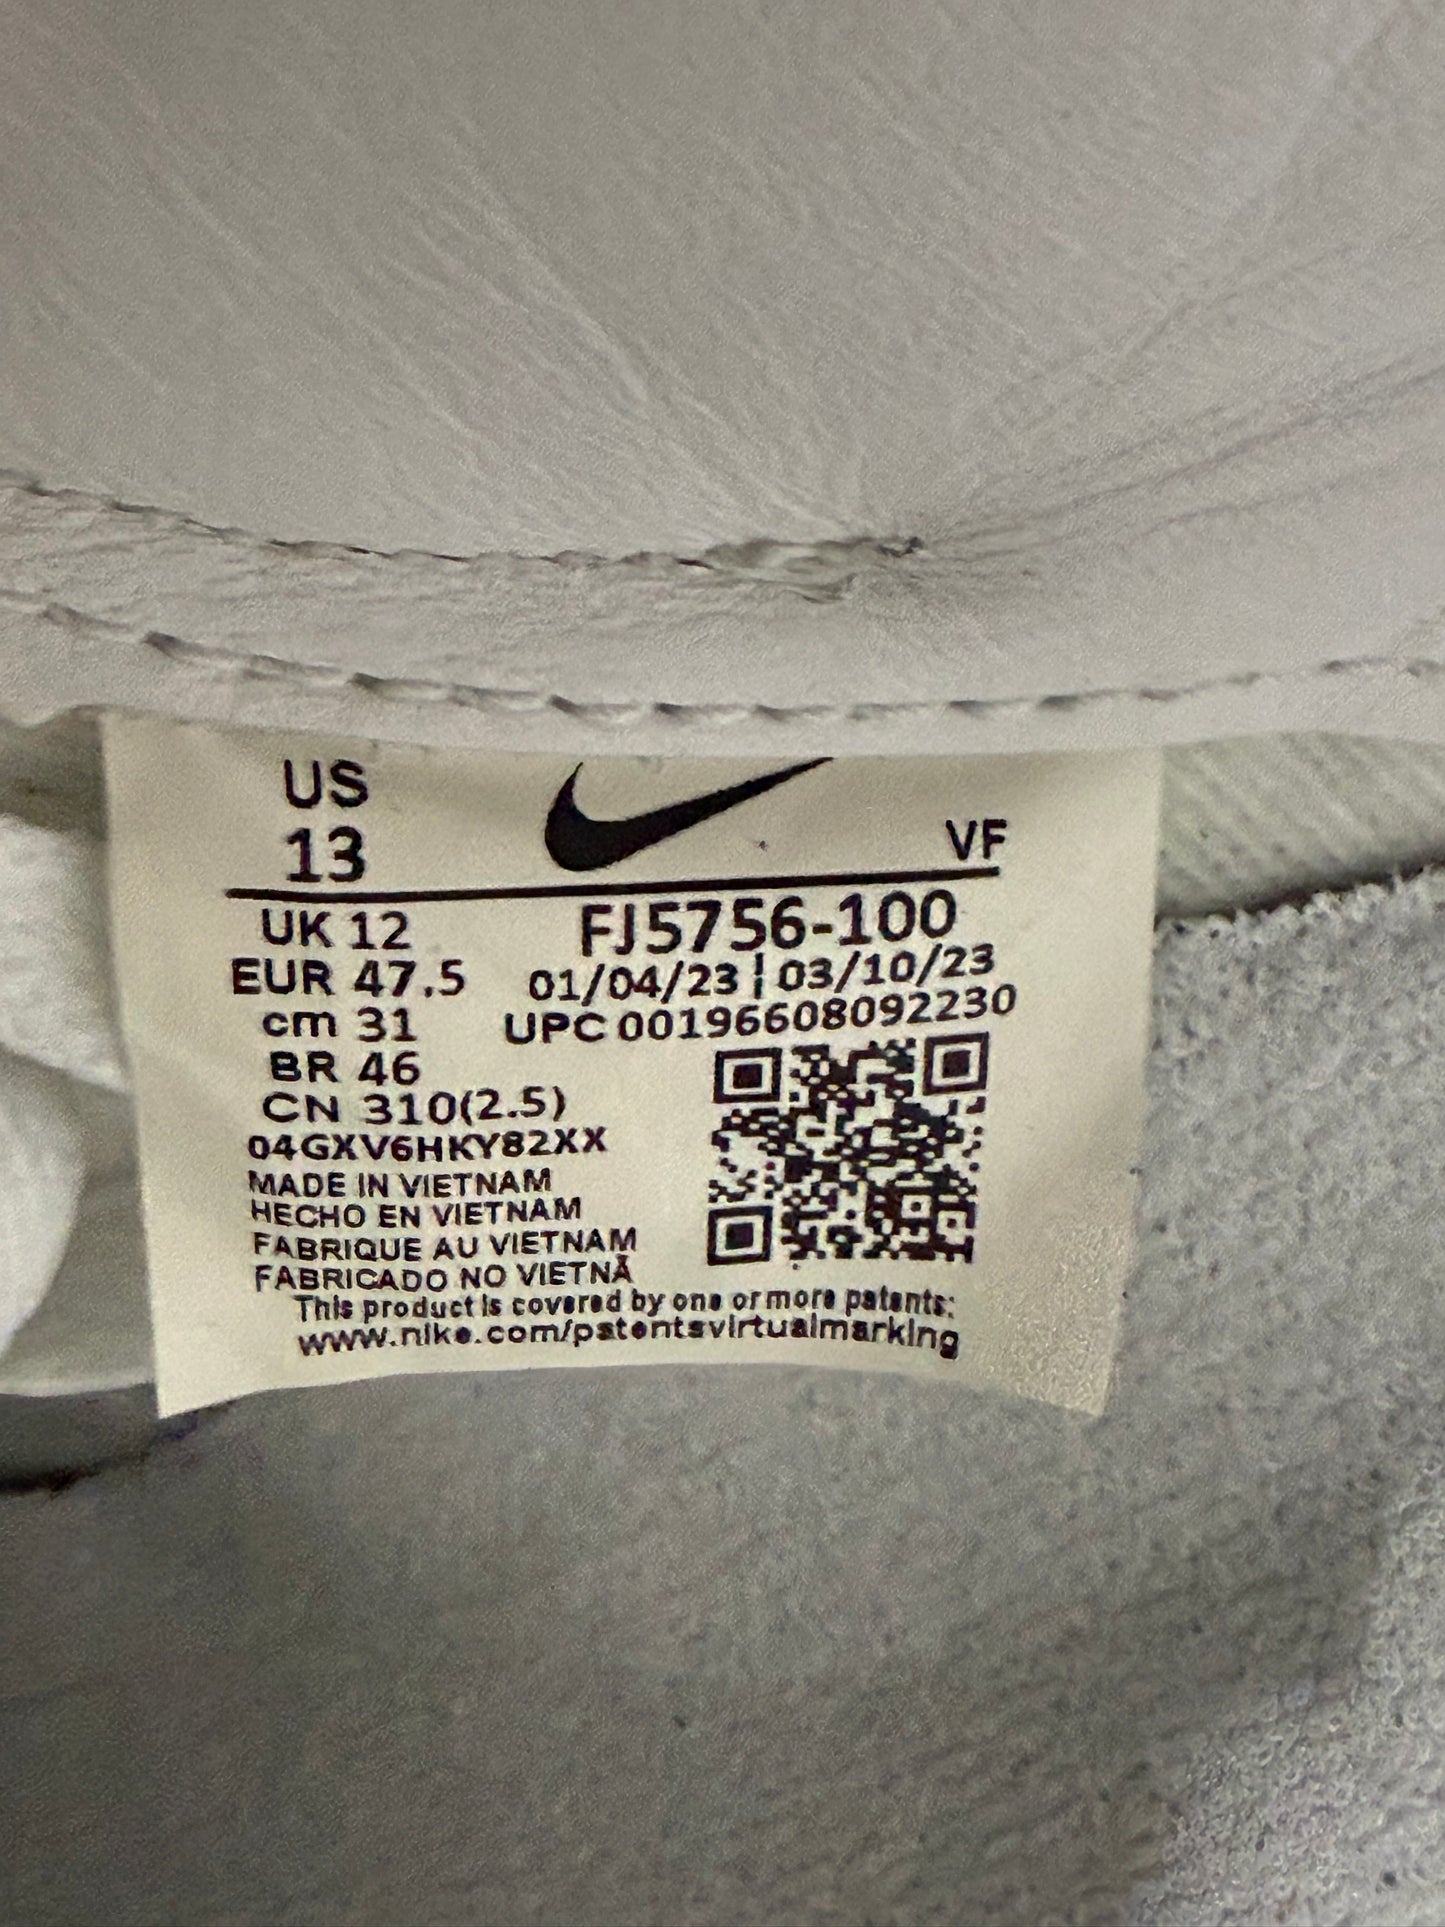 US
13
VF
UK 12
EUR 47.5
cm 31
BR 46
CN 310(2.5)
04GXV6HKY82XX
FJ5756-100
01/04/23 | 03/10/23
UPC 00196608092230
MADE IN VIETNAM
HECHO EN VIETNAM
FABRIQUE AU VIETNAM
FABRICADO NO VIETNÃ
This product is covered by one or more patents:
www.nike.com/patentsvirtualmarking